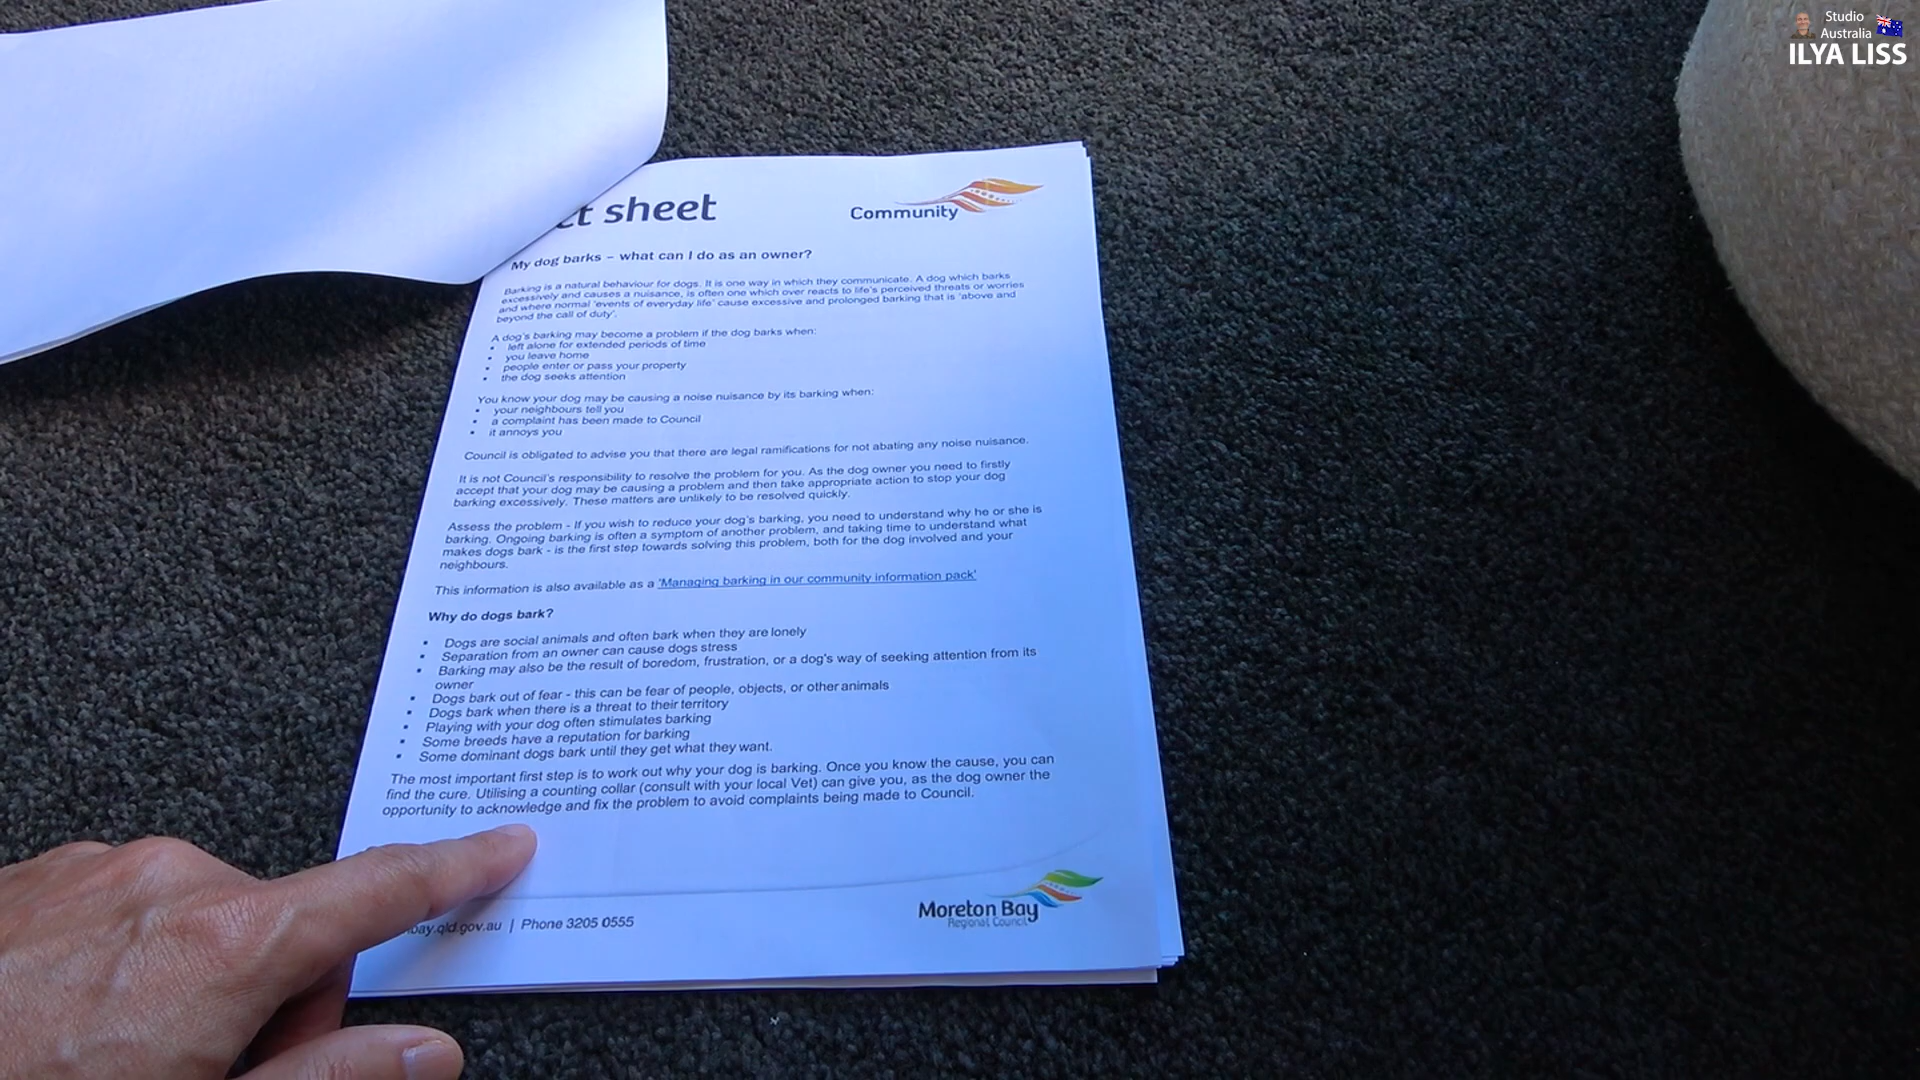 Studio
Australia
ILYA LISS
ct sheet
Community
My dog barks – what can I do as an owner?
Barking is a natural behaviour for dogs. It is one way in which they communicate. A dog which barks
excessively and causes a nuisance, is often one which over reacts to life's perceived threats or worries
and where normal 'events of everyday life' cause excessive and prolonged barking that is 'above and
beyond the call of duty'.
A dog's barking may become a problem if the dog barks when:
• left alone for extended periods of time
• you leave home
• people enter or pass your property
• the dog seeks attention
You know your dog may be causing a noise nuisance by its barking when:
• your neighbours tell you
• a complaint has been made to Council
• it annoys you
Council is obligated to advise you that there are legal ramifications for not abating any noise nuisance.
It is not Council's responsibility to resolve the problem for you. As the dog owner you need to firstly
accept that your dog may be causing a problem and then take appropriate action to stop your dog
barking excessively. These matters are unlikely to be resolved quickly.
Assess the problem - If you wish to reduce your dog's barking, you need to understand why he or she is
barking. Ongoing barking is often a symptom of another problem, and taking time to understand what
makes dogs bark - is the first step towards solving this problem, both for the dog involved and your
neighbours.
This information is also available as a 'Managing barking in our community information pack'
Why do dogs bark?
• Dogs are social animals and often bark when they are lonely
• Separation from an owner can cause dogs stress
• Barking may also be the result of boredom, frustration, or a dog's way of seeking attention from its
owner
• Dogs bark out of fear - this can be fear of people, objects, or other animals
• Dogs bark when there is a threat to their territory
• Playing with your dog often stimulates barking
• Some breeds have a reputation for barking
• Some dominant dogs bark until they get what they want.
The most important first step is to work out why your dog is barking. Once you know the cause, you can
find the cure. Utilising a counting collar (consult with your local Vet) can give you, as the dog owner the
opportunity to acknowledge and fix the problem to avoid complaints being made to Council.
bay.qld.gov.au | Phone 3205 0555
Moreton Bay
Regional Council